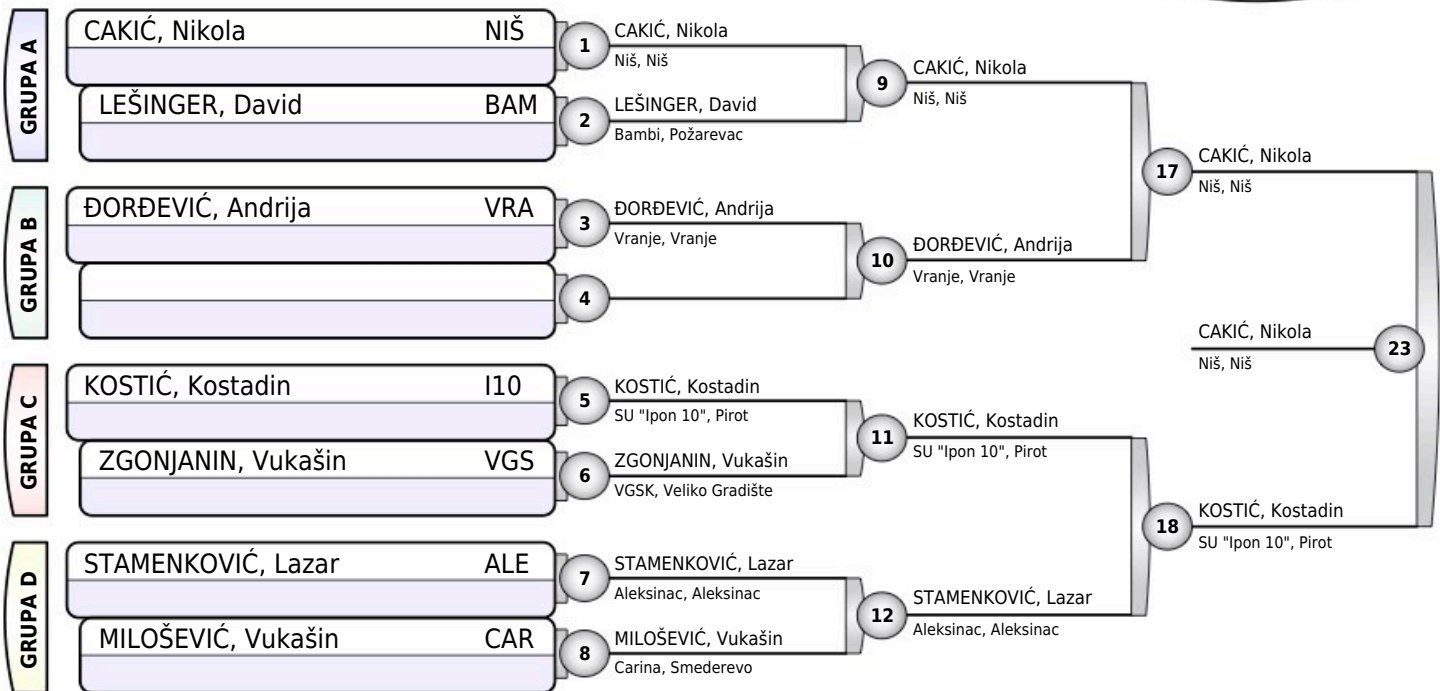 GRUPA A
CAKIĆ, Nikola NIŠ
LEŠINGER, David BAM
1
CAKIĆ, Nikola
Niš, Niš
2
LEŠINGER, David
Bambi, Požarevac
9
CAKIĆ, Nikola
Niš, Niš
GRUPA B
ĐORĐEVIĆ, Andrija VRA
3
ĐORĐEVIĆ, Andrija
Vranje, Vranje
4
10
ĐORĐEVIĆ, Andrija
Vranje, Vranje
17
CAKIĆ, Nikola
Niš, Niš
GRUPA C
KOSTIĆ, Kostadin I10
ZGONJANIN, Vukašin VGS
5
KOSTIĆ, Kostadin
SU "Ipon 10", Pirot
6
ZGONJANIN, Vukašin
VGSK, Veliko Gradište
11
KOSTIĆ, Kostadin
SU "Ipon 10", Pirot
GRUPA D
STAMENKOVIĆ, Lazar ALE
MILOŠEVIĆ, Vukašin CAR
7
STAMENKOVIĆ, Lazar
Aleksinac, Aleksinac
8
MILOŠEVIĆ, Vukašin
Carina, Smederevo
12
STAMENKOVIĆ, Lazar
Aleksinac, Aleksinac
18
KOSTIĆ, Kostadin
SU "Ipon 10", Pirot
CAKIĆ, Nikola
Niš, Niš
23